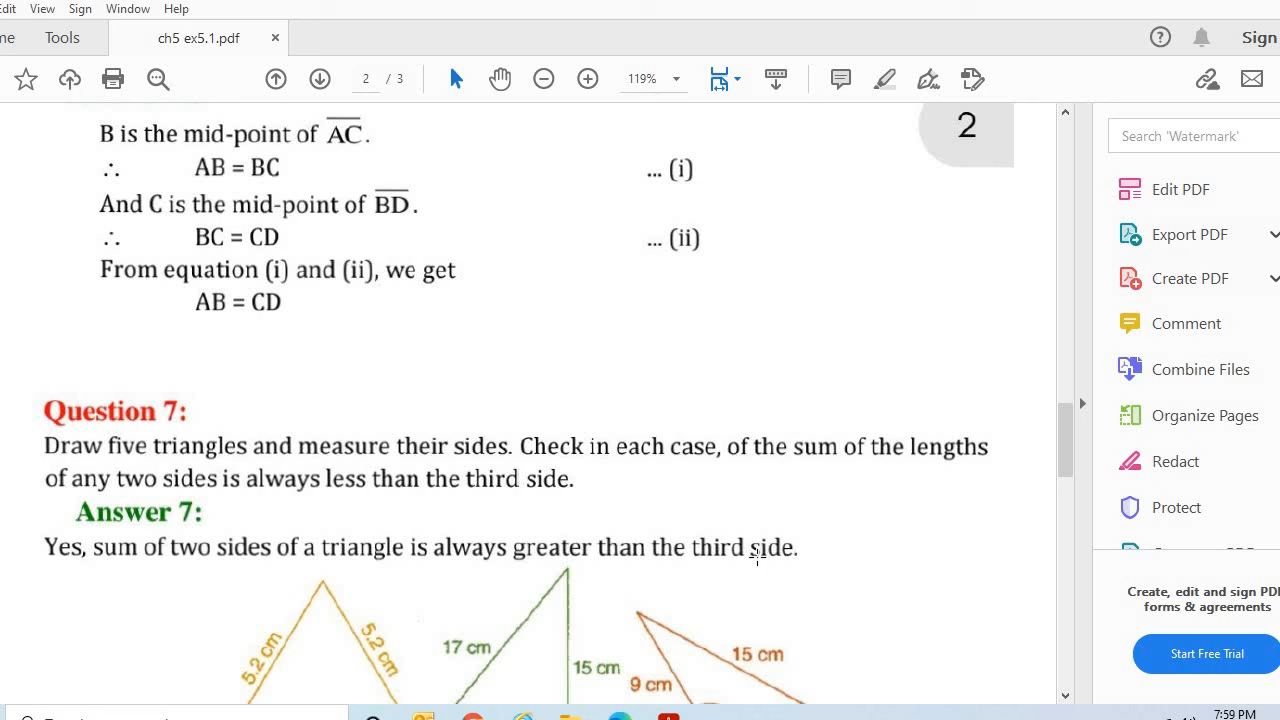 Edit View Sign Window Help
me Tools ch5 ex5.1.pdf × ? Sign
2 / 3 119%
2
B is the mid-point of AC.
∴ AB = BC ... (i)
And C is the mid-point of BD.
∴ BC = CD ... (ii)
From equation (i) and (ii), we get
AB = CD
Question 7:
Draw five triangles and measure their sides. Check in each case, of the sum of the lengths
of any two sides is always less than the third side.
Answer 7:
Yes, sum of two sides of a triangle is always greater than the third side.
5.2 cm 5.2 cm 17 cm 15 cm 15 cm 9 cm
Search 'Watermark'
Edit PDF
Export PDF
Create PDF
Comment
Combine Files
Organize Pages
Redact
Protect
Create, edit and sign PD
forms & agreements
Start Free Trial
7:59 PM